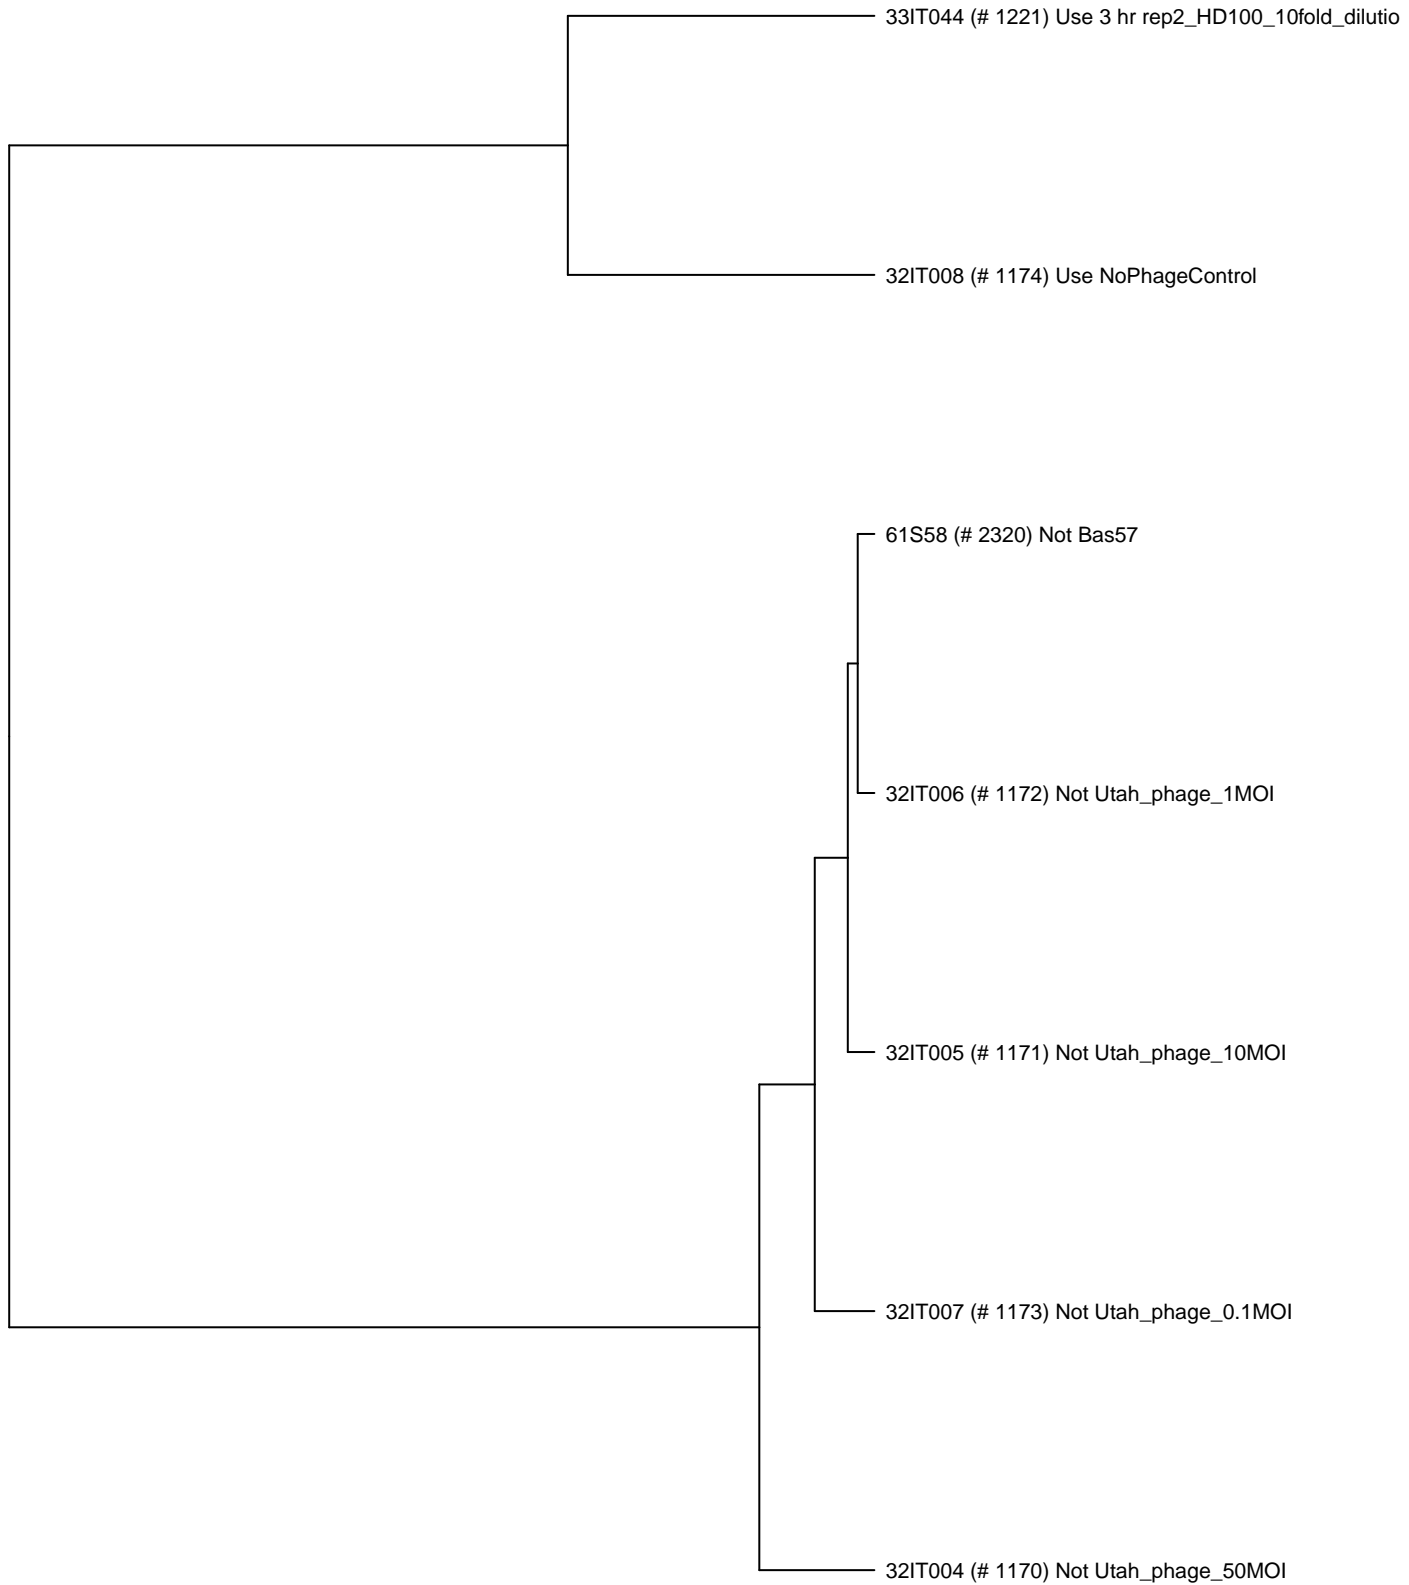 33IT044 (# 1221) Use 3 hr rep2_HD100_10fold_dilutio
32IT008 (# 1174) Use NoPhageControl
61S58 (# 2320) Not Bas57
32IT006 (# 1172) Not Utah_phage_1MOI
32IT005 (# 1171) Not Utah_phage_10MOI
32IT007 (# 1173) Not Utah_phage_0.1MOI
32IT004 (# 1170) Not Utah_phage_50MOI